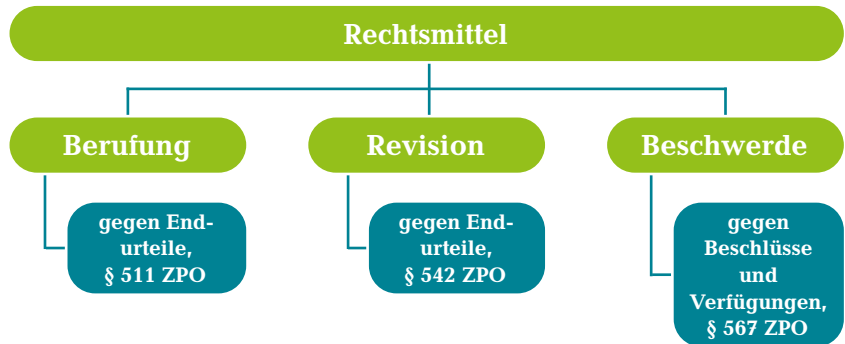 Rechtsmittel
Berufung
Revision
Beschwerde
gegen End-
urteile,
§ 511 ZPO
gegen End-
urteile,
§ 542 ZPO
gegen
Beschlüsse
und
Verfügungen,
§ 567 ZPO